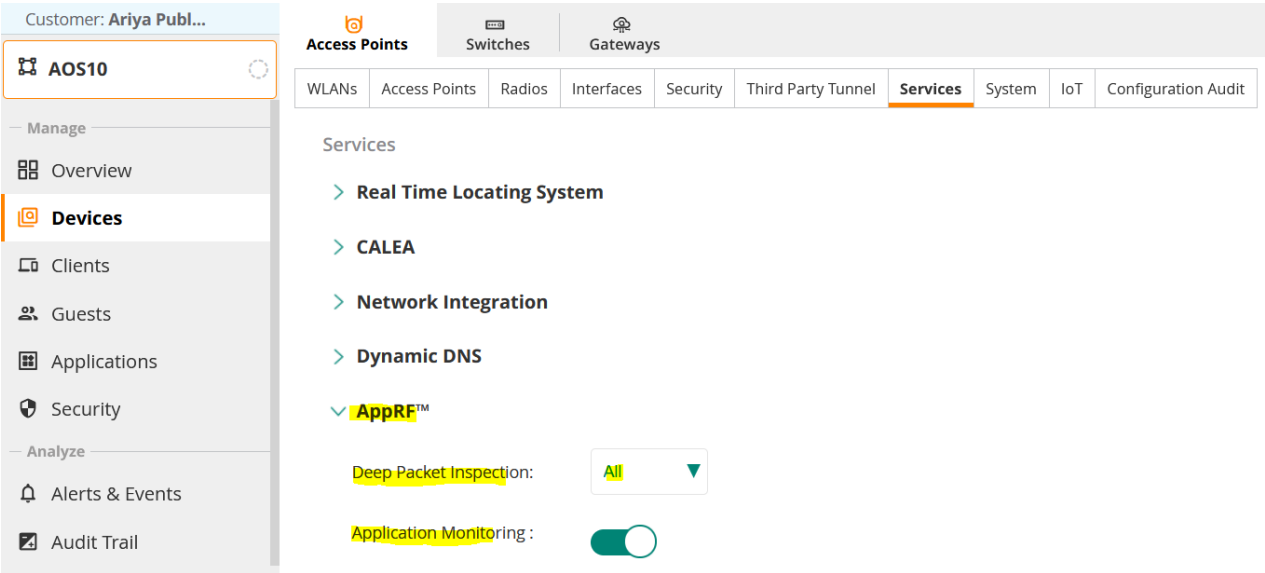 Customer: Ariya Publ...
AOS10
Manage
Overview
Devices
Clients
Guests
Applications
Security
Analyze
Alerts & Events
Audit Trail
Access Points
Switches
Gateways
WLANs Access Points Radios Interfaces Security Third Party Tunnel Services System IoT Configuration Audit
Services
Real Time Locating System
CALEA
Network Integration
Dynamic DNS
AppRF™
Deep Packet Inspection: All
Application Monitoring :